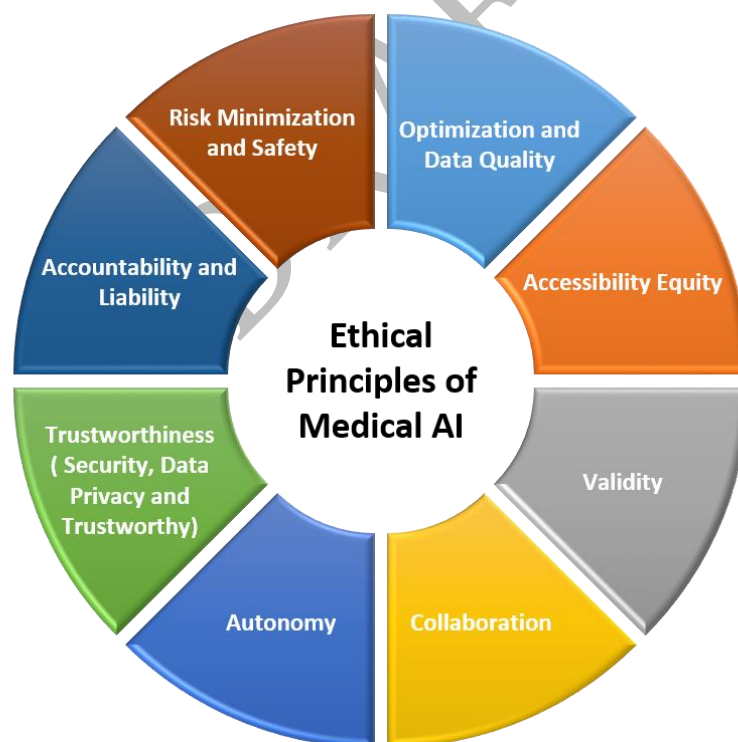 Ethical
Principles of
Medical AI
Optimization and
Data Quality
Accessibility Equity
Validity
Collaboration
Autonomy
Trustworthiness
( Security, Data
Privacy and
Trustworthy)
Accountability and
Liability
Risk Minimization
and Safety